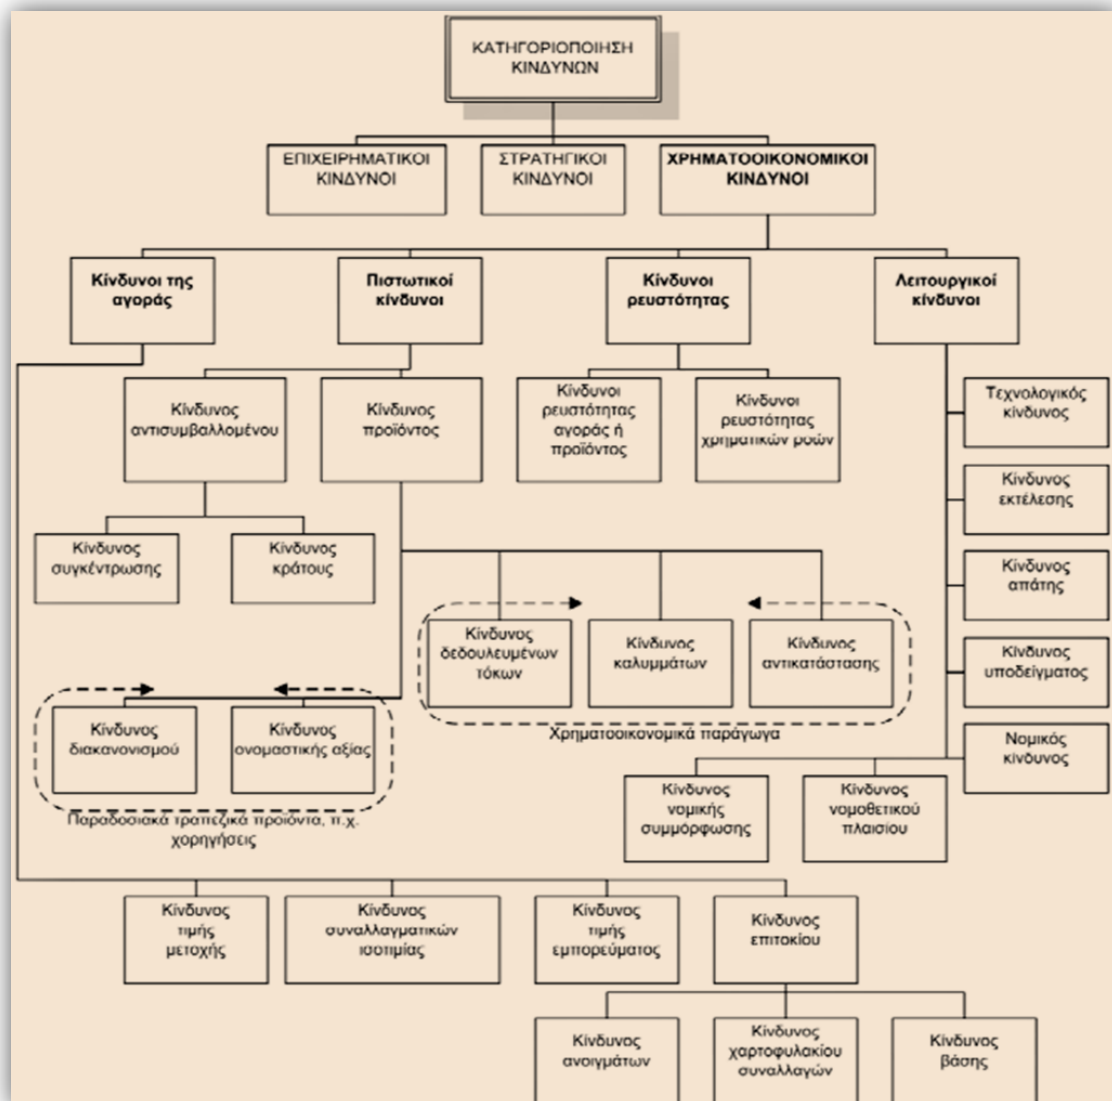 ΚΑΤΗΓΟΡΙΟΠΟΙΗΣΗ
ΚΙΝΔΥΝΩΝ
ΕΠΙΧΕΙΡΗΜΑΤΙΚΟΙ
ΚΙΝΔΥΝΟΙ
ΣΤΡΑΤΗΓΙΚΟΙ
ΚΙΝΔΥΝΟΙ
ΧΡΗΜΑΤΟΟΙΚΟΝΟΜΙΚΟΙ
ΚΙΝΔΥΝΟΙ
Κίνδυνοι της
αγοράς
Πιστωτικοί
κίνδυνοι
Κίνδυνοι
ρευστότητας
Λειτουργικοί
κίνδυνοι
Κίνδυνος
αντισυμβαλλομένου
Κίνδυνος
προϊόντος
Κίνδυνοι
ρευστότητας
αγοράς ή
προϊόντος
Κίνδυνοι
ρευστότητας
χρηματικών ροών
Τεχνολογικός
κίνδυνος
Κίνδυνος
εκτέλεσης
Κίνδυνος
απάτης
Κίνδυνος
υποδείγματος
Νομικός
κίνδυνος
Κίνδυνος
συγκέντρωσης
Κίνδυνος
κράτους
Κίνδυνος
δεδουλευμένων
τόκων
Κίνδυνος
καλυμμάτων
Κίνδυνος
αντικατάστασης
Χρηματοοικονομικά παράγωγα
Κίνδυνος
διακανονισμού
Κίνδυνος
ονομαστικής αξίας
Παραδοσιακά τραπεζικά προϊόντα, π.χ.
χορηγήσεις
Κίνδυνος
νομικής
συμμόρφωσης
Κίνδυνος
νομοθετικού
πλαισίου
Κίνδυνος
τιμής
μετοχής
Κίνδυνος
συναλλαγματικών
ισοτιμίας
Κίνδυνος
τιμής
εμπορεύματος
Κίνδυνος
επιτοκίου
Κίνδυνος
ανοιγμάτων
Κίνδυνος
χαρτοφυλακίου
συναλλαγών
Κίνδυνος
βάσης